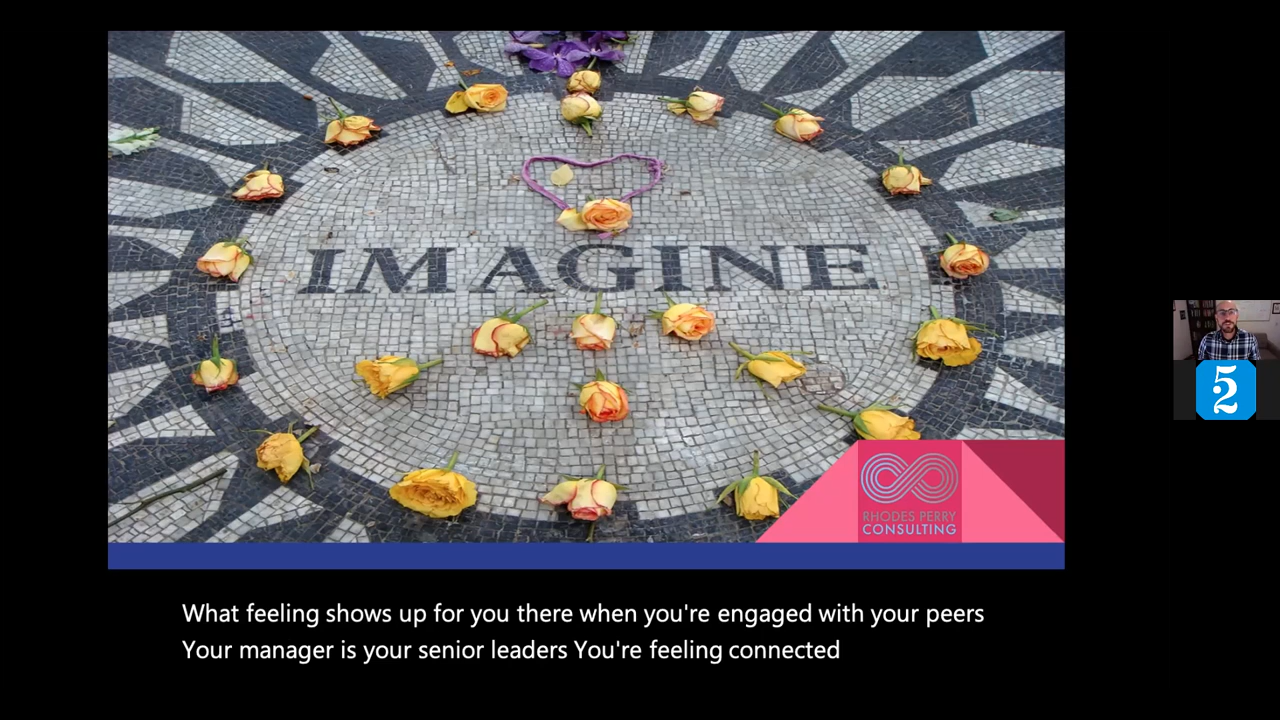 IMAGINE
RHODES PERRY
CONSULTING
5
2
What feeling shows up for you there when you're engaged with your peers
Your manager is your senior leaders You're feeling connected